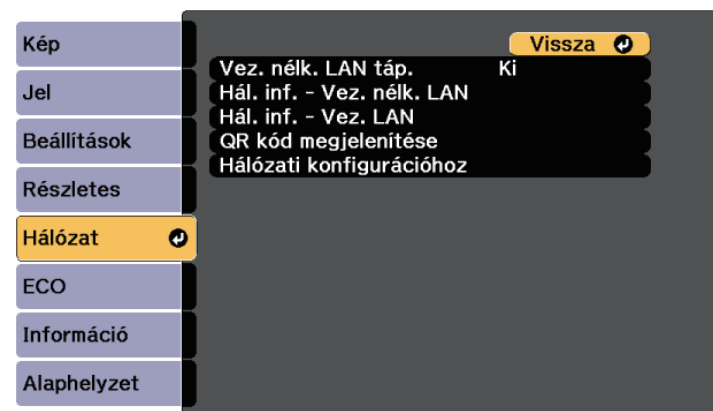 Kép
Jel
Beállítások
Részletes
Hálózat
ECO
Információ
Alaphelyzet
Vissza
Vez. nélk. LAN táp. Ki
Hál. inf. - Vez. nélk. LAN
Hál. inf. - Vez. LAN
QR kód megjelenítése
Hálózati konfigurációhoz